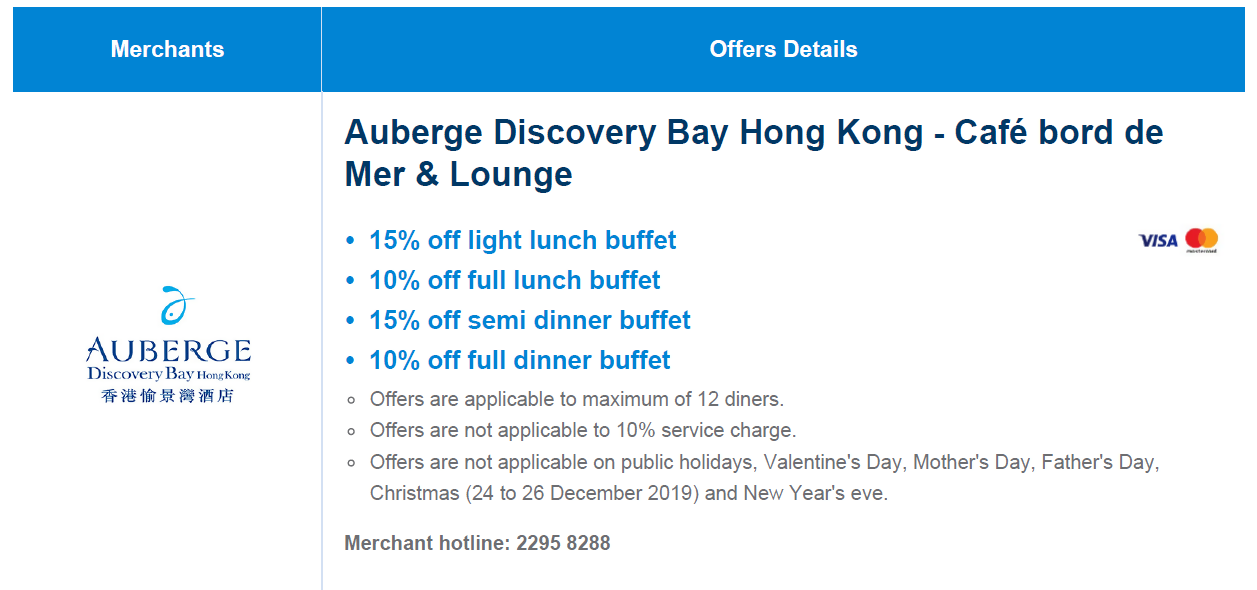 Merchants
Offers Details
AUBERGE
Discovery Bay Hong Kong
香港愉景灣酒店
Auberge Discovery Bay Hong Kong - Café bord de
Mer & Lounge
• 15% off light lunch buffet
• 10% off full lunch buffet
• 15% off semi dinner buffet
• 10% off full dinner buffet
VISA
mastercard
Offers are applicable to maximum of 12 diners.
Offers are not applicable to 10% service charge.
Offers are not applicable on public holidays, Valentine's Day, Mother's Day, Father's Day,
Christmas (24 to 26 December 2019) and New Year's eve.
Merchant hotline: 2295 8288